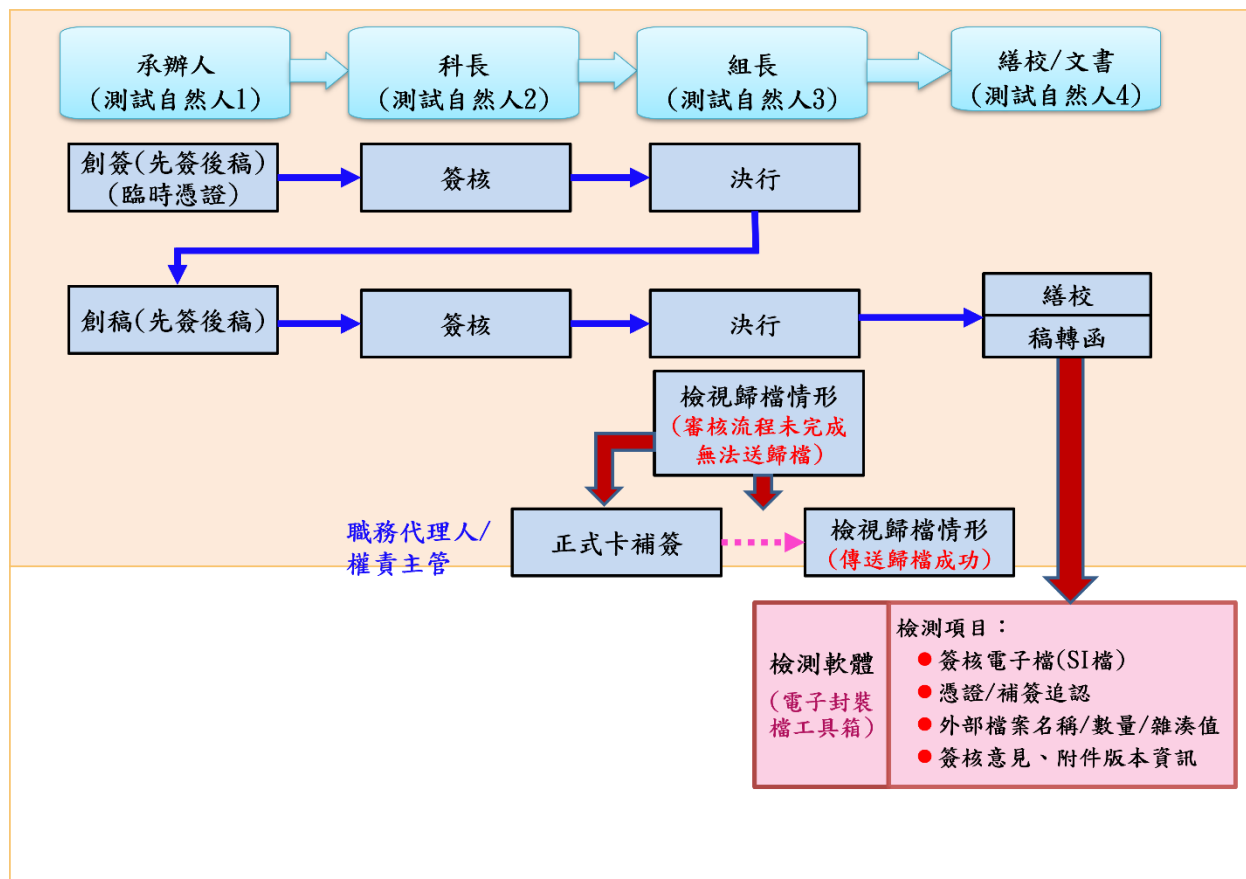 承辦人
(測試自然人1)
科長
(測試自然人2)
組長
(測試自然人3)
繕校/文書
(測試自然人4)
創簽(先簽後稿)
(臨時憑證)
簽核
決行
創稿(先簽後稿)
簽核
決行
繕校
稿轉函
檢視歸檔情形
(審核流程未完成
無法送歸檔)
職務代理人/
權責主管
正式卡補簽
檢視歸檔情形
(傳送歸檔成功)
檢測軟體
(電子封裝
檔工具箱)
檢測項目：
● 簽核電子檔(SI檔)
● 憑證/補簽追認
● 外部檔案名稱/數量/雜湊值
● 簽核意見、附件版本資訊